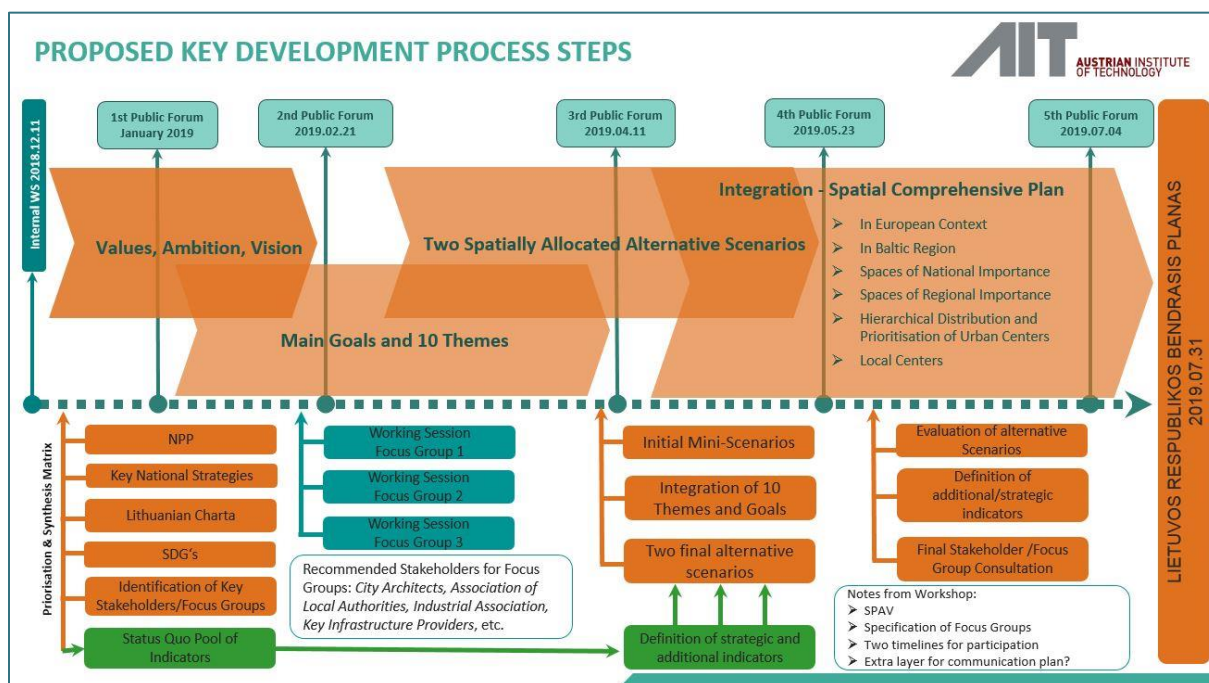 PROPOSED KEY DEVELOPMENT PROCESS STEPS
AIT
AUSTRIAN INSTITUTE
OF TECHNOLOGY
Internal WS 2018.12.11
1st Public Forum
January 2019
2nd Public Forum
2019.02.21
3rd Public Forum
2019.04.11
4th Public Forum
2019.05.23
5th Public Forum
2019.07.04
Values, Ambition, Vision
Main Goals and 10 Themes
Two Spatially Allocated Alternative Scenarios
Integration - Spatial Comprehensive Plan
➢ In European Context
➢ In Baltic Region
➢ Spaces of National Importance
➢ Spaces of Regional Importance
➢ Hierarchical Distribution and
Prioritisation of Urban Centers
➢ Local Centers
LIETUVOS RESPUBLIKOS BENDRASIS PLANAS
2019.07.31
Priorisation & Synthesis Matrix
NPP
Key National Strategies
Lithuanian Charta
SDG's
Identification of Key
Stakeholders/Focus Groups
Status Quo Pool of
Indicators
Working Session
Focus Group 1
Working Session
Focus Group 2
Working Session
Focus Group 3
Recommended Stakeholders for Focus
Groups: City Architects, Association of
Local Authorities, Industrial Association,
Key Infrastructure Providers, etc.
Initial Mini-Scenarios
Integration of 10
Themes and Goals
Two final alternative
scenarios
Definition of strategic and
additional indicators
Evaluation of alternative
Scenarios
Definition of
additional/strategic
indicators
Final Stakeholder /Focus
Group Consultation
Notes from Workshop:
➢ SPAV
➢ Specification of Focus Groups
➢ Two timelines for participation
➢ Extra layer for communication plan?